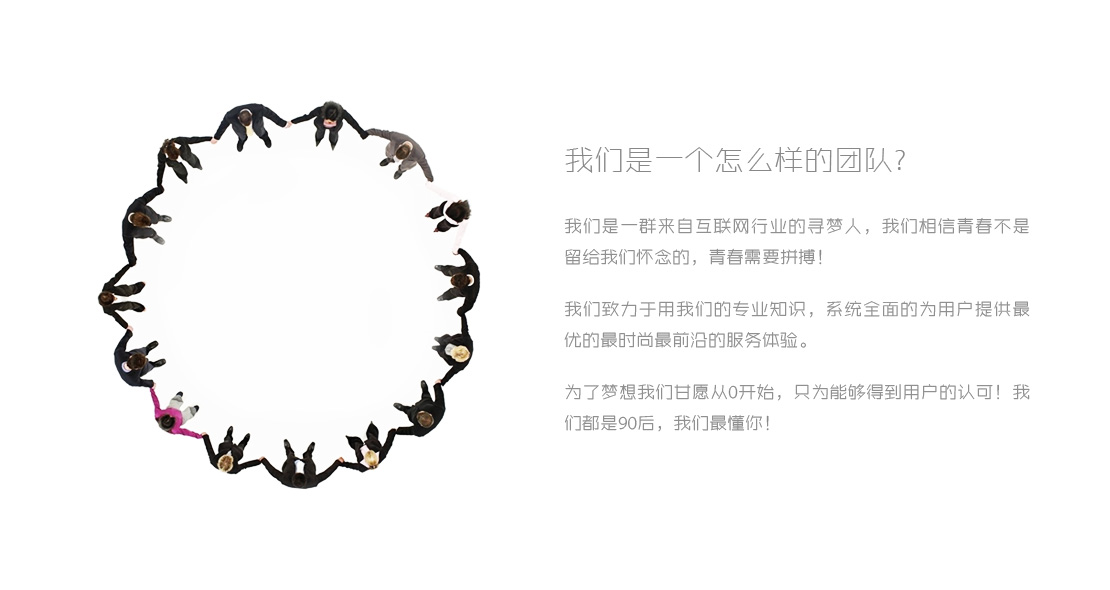 我们是一个怎么样的团队?
我们是一群来自互联网行业的寻梦人，我们相信青春不是
留给我们怀念的，青春需要拼搏！
我们致力于用我们的专业知识，系统全面的为用户提供最
优的最时尚最前沿的服务体验。
为了梦想我们甘愿从0开始，只为能够得到用户的认可！我
们都是90后，我们最懂你！